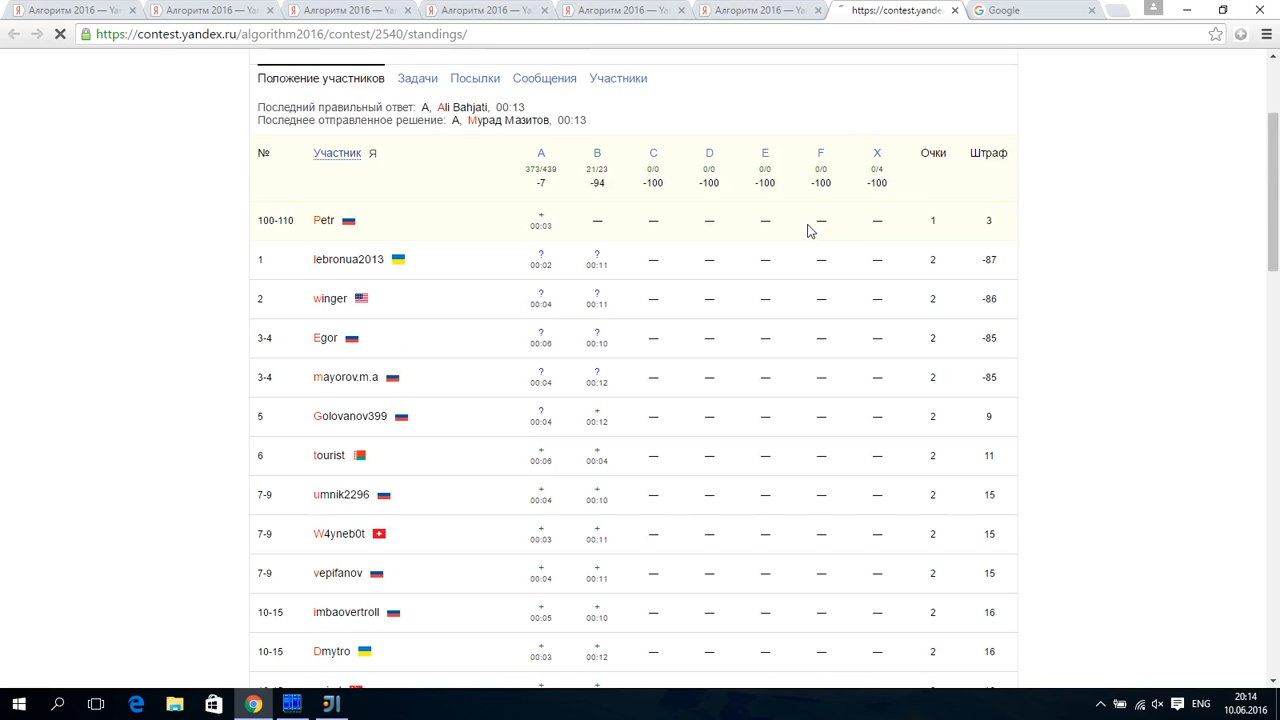 Алгоритм 2016 — Ya
Алгоритм 2016 — Ya
Алгоритм 2016 — Ya
Алгоритм 2016 — Ya
Алгоритм 2016 — Ya
Алгоритм 2016 — Ya
https://contest.yandex.ru
Google
https://contest.yandex.ru/algorithm2016/contest/2540/standings/
Положение участников Задачи Посылки Сообщения Участники
Последний правильный ответ: A, Ali Bahjati, 00:13
Последнее отправленное решение: A, Мурад Мазитов, 00:13
№ Участник Я A B C D E F X Очки Штраф
373/439 21/23 0/0 0/0 0/0 0/0 0/4
-7 -94 -100 -100 -100 -100 -100
100-110 Petr + — — — — — — 1 3
00:03
1 lebronua2013 ? ? — — — — — 2 -87
00:02 00:11
2 winger ? ? — — — — — 2 -86
00:04 00:11
3-4 Egor ? ? — — — — — 2 -85
00:06 00:10
3-4 mayorov.m.a ? ? — — — — — 2 -85
00:04 00:12
5 Golovanov399 ? + — — — — — 2 9
00:04 00:12
6 tourist + + — — — — — 2 11
00:06 00:04
7-9 umnik2296 + + — — — — — 2 15
00:04 00:10
7-9 W4yneb0t + + — — — — — 2 15
00:03 00:11
7-9 vepifanov + + — — — — — 2 15
00:04 00:11
10-15 imbaovertroll + + — — — — — 2 16
00:05 00:10
10-15 Dmytro + + — — — — — 2 16
00:03 00:12
ENG
20:14
10.06.2016